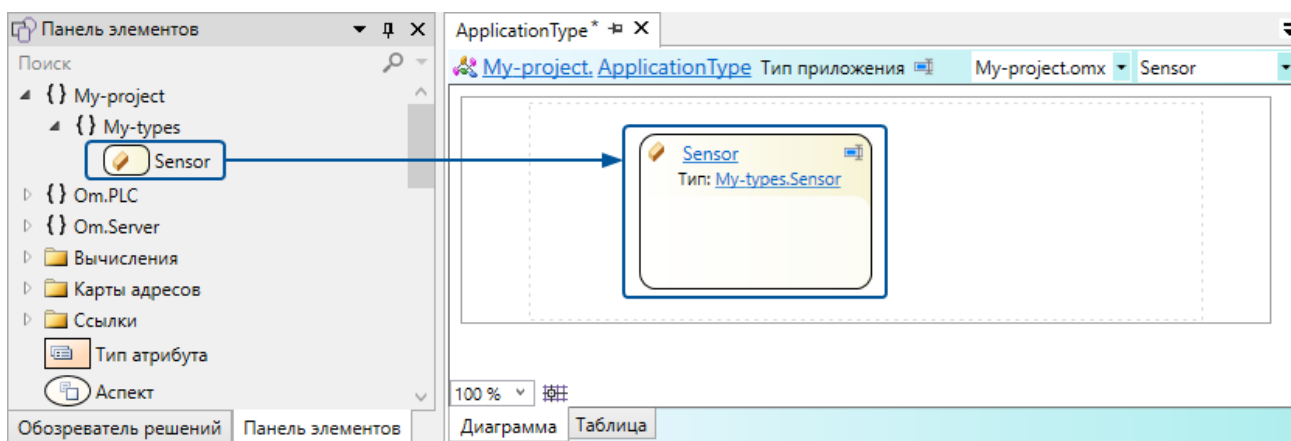 Панель элементов
Поиск
{} My-project
{} My-types
Sensor
{} Om.PLC
{} Om.Server
Вычисления
Карты адресов
Ссылки
Тип атрибута
Аспект
Обозреватель решений
Панель элементов
ApplicationType*
My-project. ApplicationType Тип приложения My-project.omx Sensor
Sensor
Тип: My-types.Sensor
100 %
Диаграмма Таблица